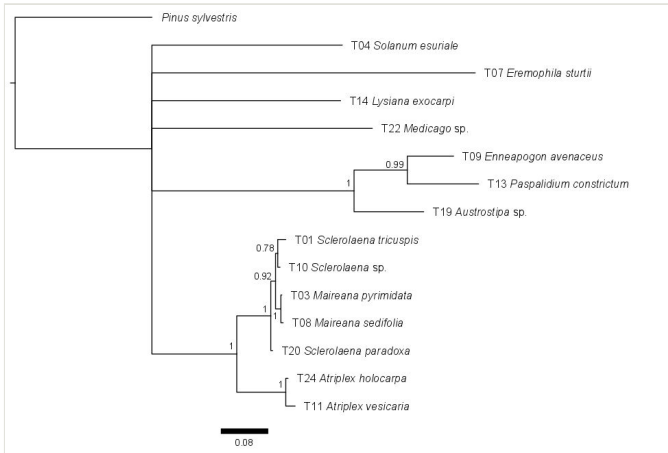 Pinus sylvestris
T04 Solanum esuriale
T07 Eremophila sturtii
T14 Lysiana exocarpi
T22 Medicago sp.
T09 Enneapogon avenaceus
0.99
T13 Paspalidium constrictum
1
T19 Austrostipa sp.
T01 Sclerolaena tricuspis
0.78
T10 Sclerolaena sp.
0.92
T03 Maireana pyrimidata
1
1
T08 Maireana sedifolia
1
T20 Sclerolaena paradoxa
T24 Atriplex holocarpa
1
T11 Atriplex vesicaria
0.08